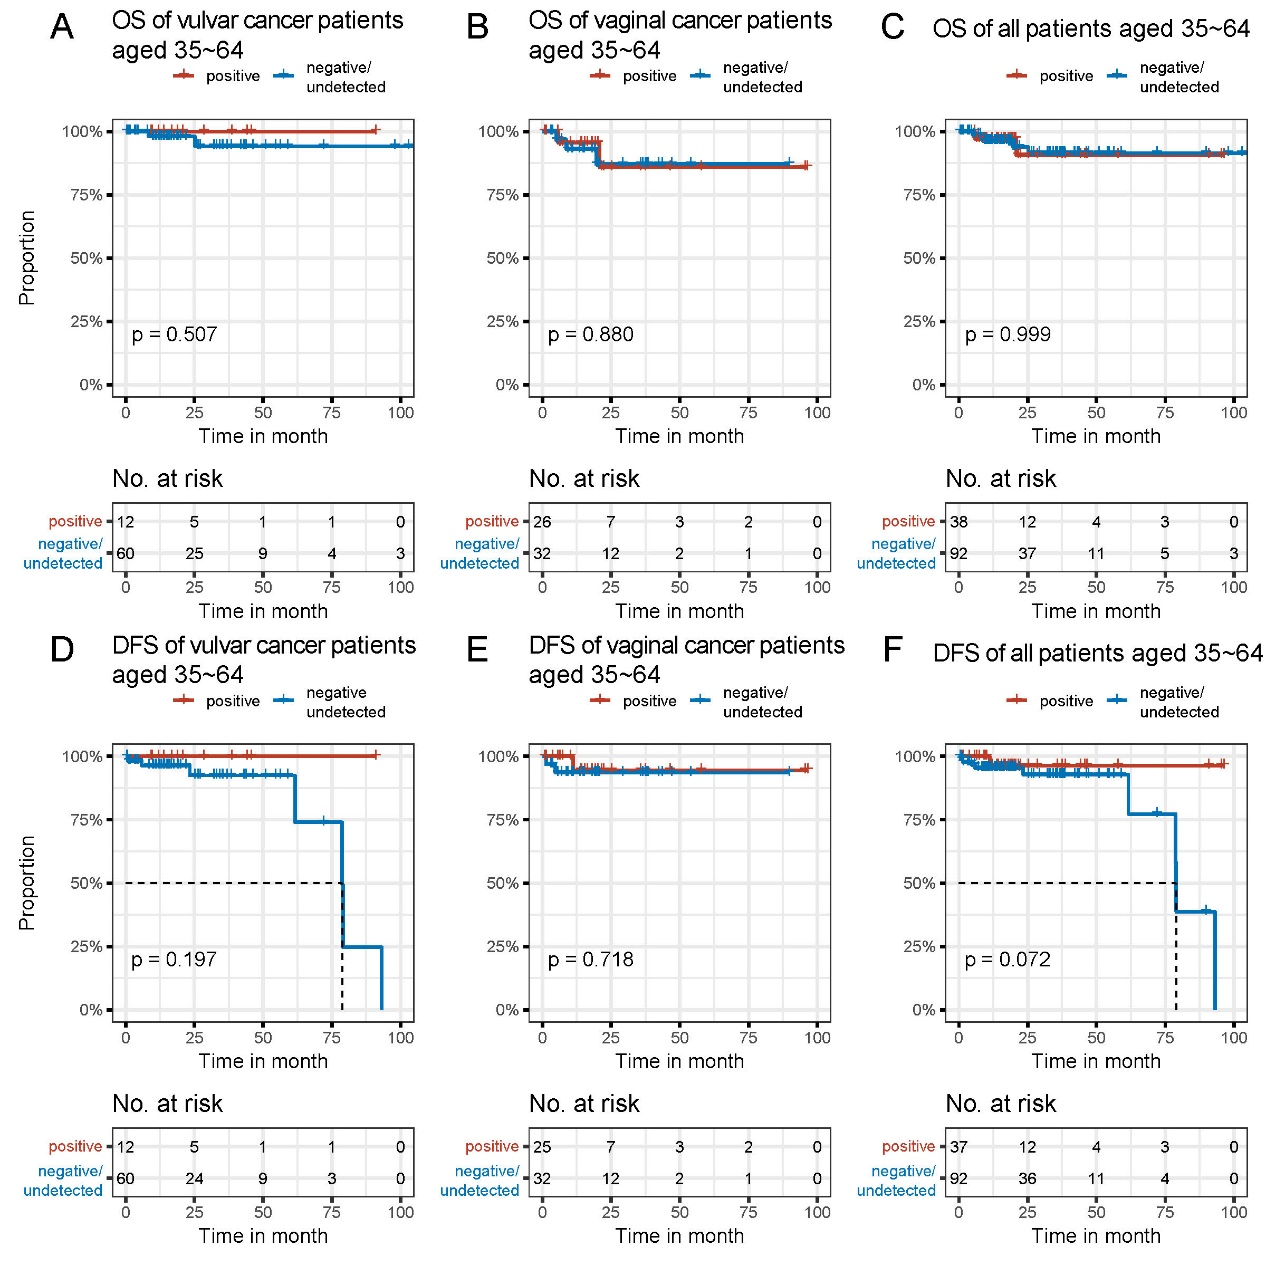 A OS of vulvar cancer patients
aged 35~64
positive negative/
undetected
100%
75%
50%
25%
0%
Proportion
p = 0.507
0 25 50 75 100
Time in month
No. at risk
positive 12 5 1 1 0
negative/
undetected 60 25 9 4 3
0 25 50 75 100
Time in month
B OS of vaginal cancer patients
aged 35~64
positive negative/
undetected
100%
75%
50%
25%
0%
p = 0.880
0 25 50 75 100
Time in month
No. at risk
positive 26 7 3 2 0
negative/
undetected 32 12 2 1 0
0 25 50 75 100
Time in month
C OS of all patients aged 35~64
positive negative/
undetected
100%
75%
50%
25%
0%
p = 0.999
0 25 50 75 100
Time in month
No. at risk
positive 38 12 4 3 0
negative/
undetected 92 37 11 5 3
0 25 50 75 100
Time in month
D DFS of vulvar cancer patients
aged 35~64
positive negative
undetected
100%
75%
50%
25%
0%
Proportion
p = 0.197
0 25 50 75 100
Time in month
No. at risk
positive 12 5 1 1 0
negative/
undetected 60 24 9 3 0
0 25 50 75 100
Time in month
E DFS of vaginal cancer patients
aged 35~64
positive negative/
undetected
100%
75%
50%
25%
0%
p = 0.718
0 25 50 75 100
Time in month
No. at risk
positive 25 7 3 2 0
negative/
undetected 32 12 2 1 0
0 25 50 75 100
Time in month
F DFS of all patients aged 35~64
positive negative/
undetected
100%
75%
50%
25%
0%
p = 0.072
0 25 50 75 100
Time in month
No. at risk
positive 37 12 4 3 0
negative/
undetected 92 36 11 4 0
0 25 50 75 100
Time in month